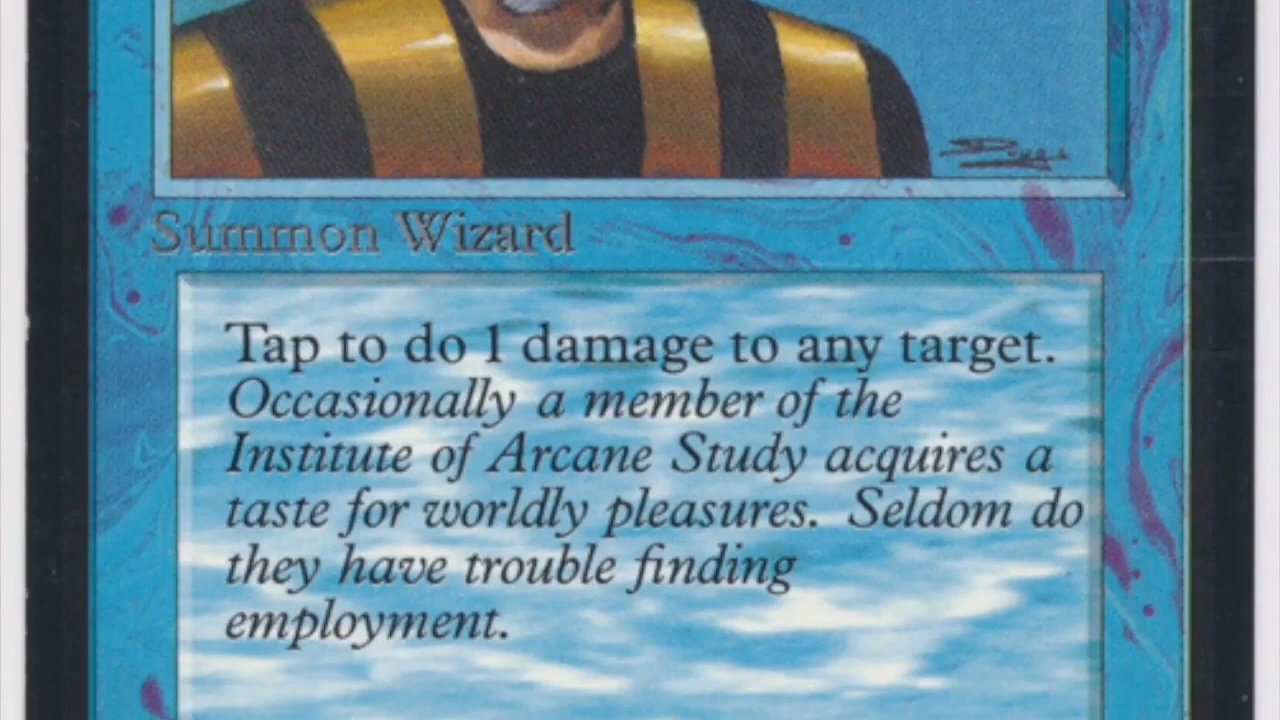 Summon Wizard
Tap to do 1 damage to any target.
Occasionally a member of the
Institute of Arcane Study acquires a
taste for worldly pleasures. Seldom do
they have trouble finding
employment.